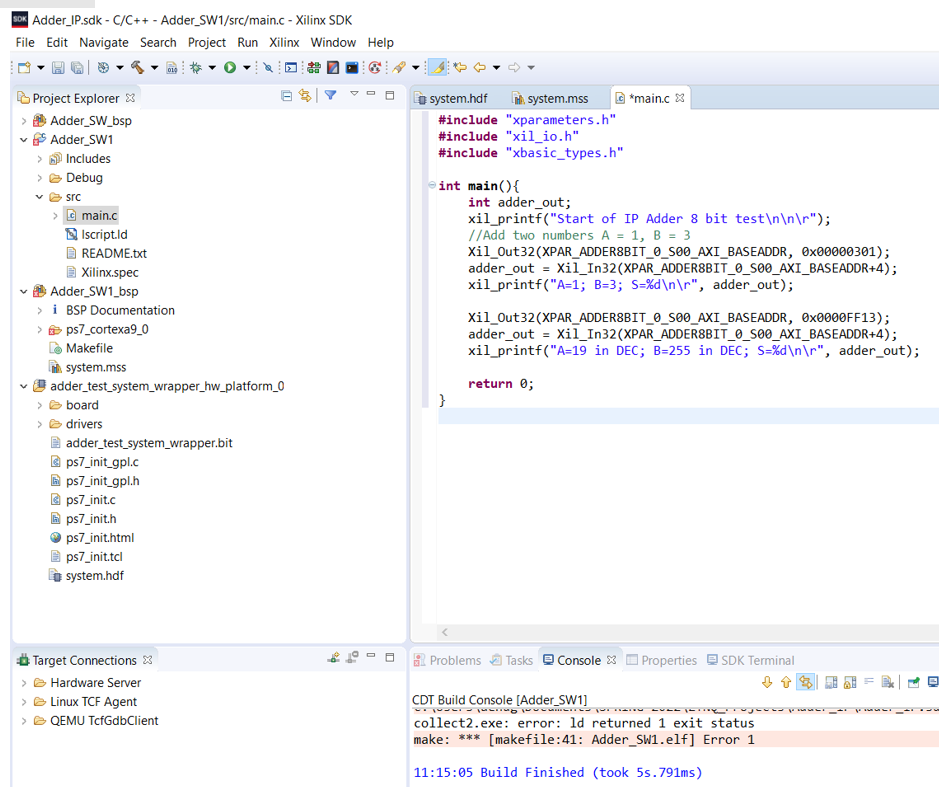 Adder_IP.sdk - C/C++ - Adder_SW1/src/main.c - Xilinx SDK
File Edit Navigate Search Project Run Xilinx Window Help
Project Explorer
Adder_SW_bsp
Adder_SW1
Includes
Debug
src
main.c
lscript.ld
README.txt
Xilinx.spec
Adder_SW1_bsp
BSP Documentation
ps7_cortexa9_0
Makefile
system.mss
adder_test_system_wrapper_hw_platform_0
board
drivers
adder_test_system_wrapper.bit
ps7_init_gpl.c
ps7_init_gpl.h
ps7_init.c
ps7_init.h
ps7_init.html
ps7_init.tcl
system.hdf
system.hdf system.mss *main.c
#include "xparameters.h"
#include "xil_io.h"
#include "xbasic_types.h"
int main(){
int adder_out;
xil_printf("Start of IP Adder 8 bit test\n\n\r");
//Add two numbers A = 1, B = 3
Xil_Out32(XPAR_ADDER8BIT_0_S00_AXI_BASEADDR, 0x00000301);
adder_out = Xil_In32(XPAR_ADDER8BIT_0_S00_AXI_BASEADDR+4);
xil_printf("A=1; B=3; S=%d\n\r", adder_out);
Xil_Out32(XPAR_ADDER8BIT_0_S00_AXI_BASEADDR, 0x0000FF13);
adder_out = Xil_In32(XPAR_ADDER8BIT_0_S00_AXI_BASEADDR+4);
xil_printf("A=19 in DEC; B=255 in DEC; S=%d\n\r", adder_out);
return 0;
}
Target Connections
Hardware Server
Linux TCF Agent
QEMU TcfGdbClient
Problems Tasks Console Properties SDK Terminal
CDT Build Console [Adder_SW1]
collect2.exe: error: ld returned 1 exit status
make: *** [makefile:41: Adder_SW1.elf] Error 1
11:15:05 Build Finished (took 5s.791ms)